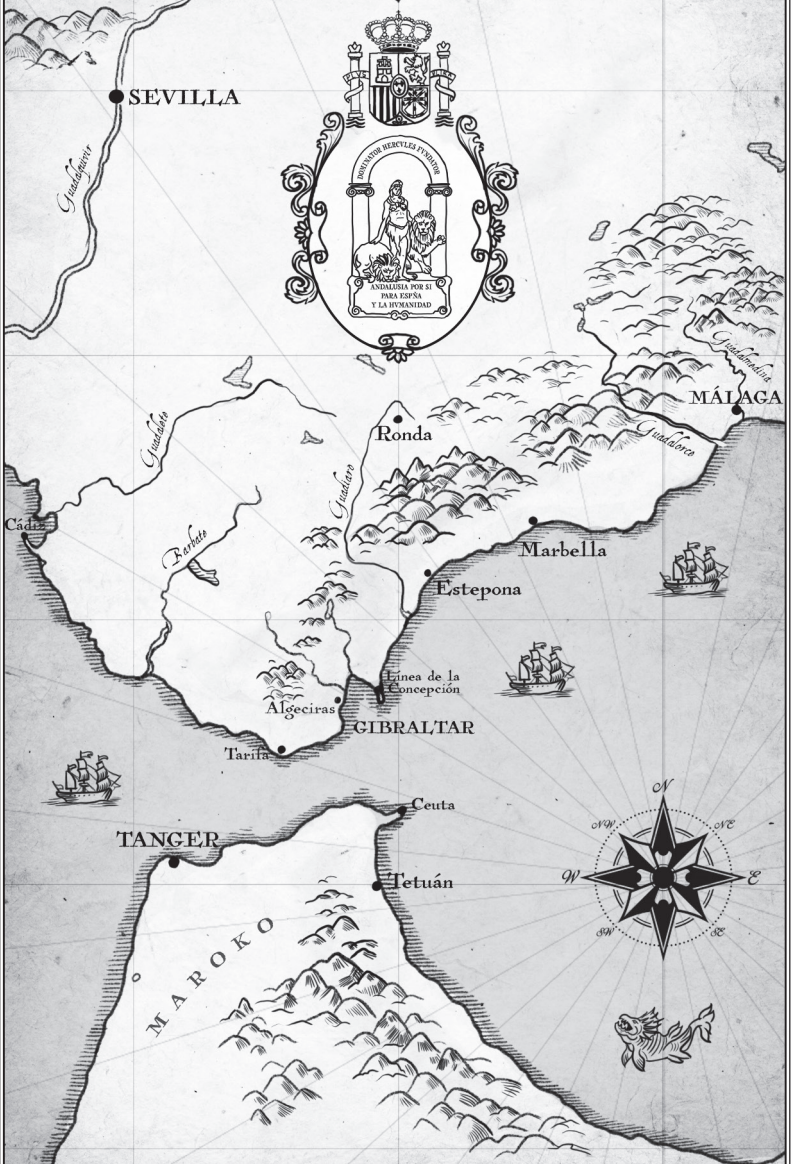 PLVS
VLTRA
SEVILLA
Guadalquivir
DOMINATOR HERCVLES FVNDATOR
ANDALUSIA POR SI
PARA ESPÑA
Y LA HVMANIDAD
Guadalmedina
MÁLAGA
Guadalorce
Guadalete
Ronda
Guadiaro
Cádiz
Barbate
Marbella
Estepona
Línea de la
Concepción
Algeciras
GIBRALTAR
Tarifa
N
NW
NE
W
E
SW
SE
Ceuta
TANGER
Tetuán
MAROKO